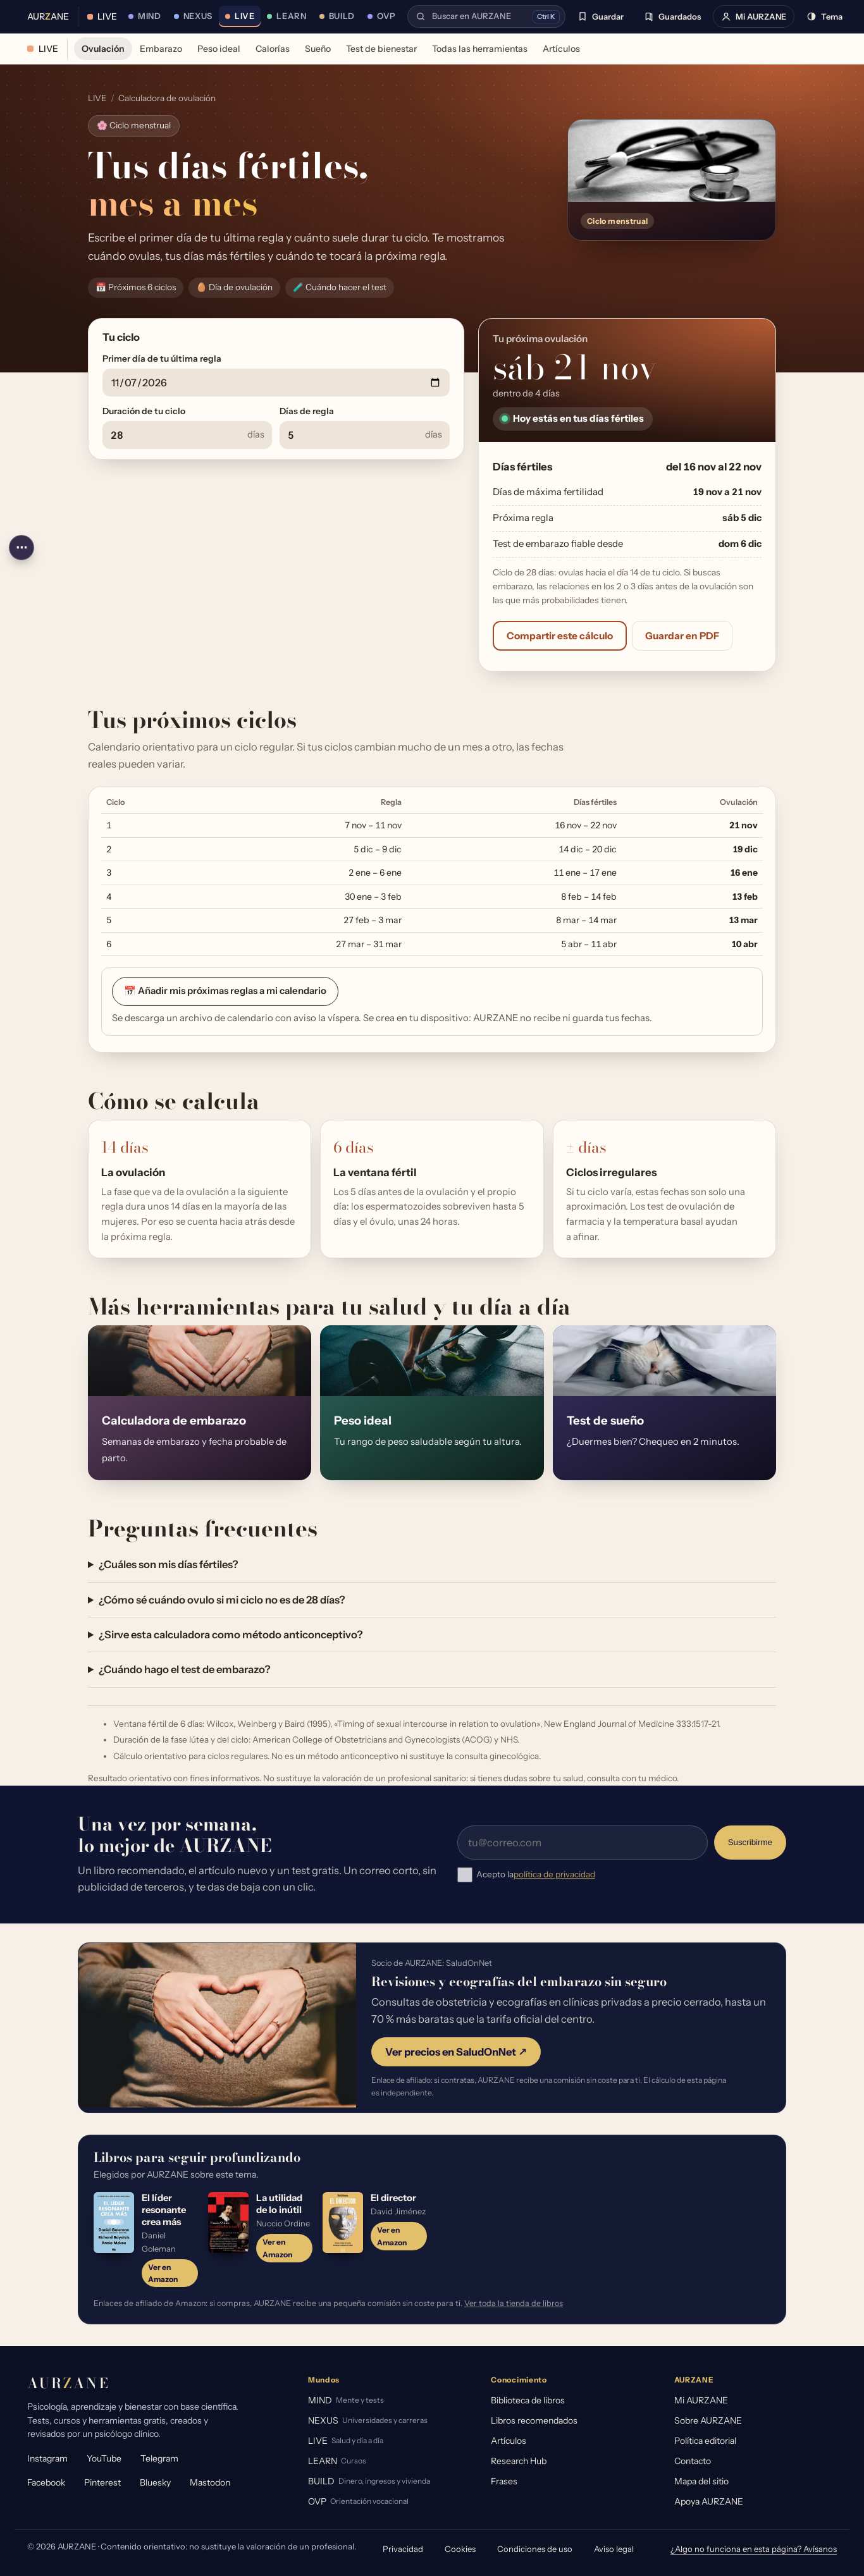 AURZANE
LIVE
MIND
NEXUS
LIVE
LEARN
BUILD
OVP
Buscar en AURZANE
Ctrl K
Guardar
Guardados
Mi AURZANE
Tema
LIVE
Ovulación
Embarazo
Peso ideal
Calorías
Sueño
Test de bienestar
Todas las herramientas
Artículos
LIVE / Calculadora de ovulación
🌸 Ciclo menstrual
Tus días fértiles,
mes a mes
Escribe el primer día de tu última regla y cuánto suele durar tu ciclo. Te mostramos
cuándo ovulas, tus días más fértiles y cuándo te tocará la próxima regla.
📅 Próximos 6 ciclos
🥚 Día de ovulación
🧪 Cuándo hacer el test
Ciclo menstrual
Tu ciclo
Primer día de tu última regla
11/07/2026
Duración de tu ciclo
Días de regla
28 días
5 días
Tu próxima ovulación
sáb 21 nov
dentro de 4 días
Hoy estás en tus días fértiles
Días fértiles del 16 nov al 22 nov
Días de máxima fertilidad 19 nov a 21 nov
Próxima regla sáb 5 dic
Test de embarazo fiable desde dom 6 dic
Ciclo de 28 días: ovulas hacia el día 14 de tu ciclo. Si buscas
embarazo, las relaciones en los 2 o 3 días antes de la ovulación son
las que más probabilidades tienen.
Compartir este cálculo
Guardar en PDF
Tus próximos ciclos
Calendario orientativo para un ciclo regular. Si tus ciclos cambian mucho de un mes a otro, las fechas
reales pueden variar.
Ciclo Regla Días fértiles Ovulación
1 7 nov – 11 nov 16 nov – 22 nov 21 nov
2 5 dic – 9 dic 14 dic – 20 dic 19 dic
3 2 ene – 6 ene 11 ene – 17 ene 16 ene
4 30 ene – 3 feb 8 feb – 14 feb 13 feb
5 27 feb – 3 mar 8 mar – 14 mar 13 mar
6 27 mar – 31 mar 5 abr – 11 abr 10 abr
📅 Añadir mis próximas reglas a mi calendario
Se descarga un archivo de calendario con aviso la víspera. Se crea en tu dispositivo: AURZANE no recibe ni guarda tus fechas.
Cómo se calcula
14 días
La ovulación
La fase que va de la ovulación a la siguiente
regla dura unos 14 días en la mayoría de las
mujeres. Por eso se cuenta hacia atrás desde
la próxima regla.
6 días
La ventana fértil
Los 5 días antes de la ovulación y el propio
día: los espermatozoides sobreviven hasta 5
días y el óvulo, unas 24 horas.
± días
Ciclos irregulares
Si tu ciclo varía, estas fechas son solo una
aproximación. Los test de ovulación de
farmacia y la temperatura basal ayudan
a afinar.
Más herramientas para tu salud y tu día a día
Calculadora de embarazo
Semanas de embarazo y fecha probable de
parto.
Peso ideal
Tu rango de peso saludable según tu altura.
Test de sueño
¿Duermes bien? Chequeo en 2 minutos.
Preguntas frecuentes
¿Cuáles son mis días fértiles?
¿Cómo sé cuándo ovulo si mi ciclo no es de 28 días?
¿Sirve esta calculadora como método anticonceptivo?
¿Cuándo hago el test de embarazo?
• Ventana fértil de 6 días: Wilcox, Weinberg y Baird (1995), «Timing of sexual intercourse in relation to ovulation», New England Journal of Medicine 333:1517-21.
• Duración de la fase lútea y del ciclo: American College of Obstetricians and Gynecologists (ACOG) y NHS.
• Cálculo orientativo para ciclos regulares. No es un método anticonceptivo ni sustituye la consulta ginecológica.
Resultado orientativo con fines informativos. No sustituye la valoración de un profesional sanitario: si tienes dudas sobre tu salud, consulta con tu médico.
Una vez por semana,
lo mejor de AURZANE
Un libro recomendado, el artículo nuevo y un test gratis. Un correo corto, sin
publicidad de terceros, y te das de baja con un clic.
tu@correo.com
Suscribirme
Acepto lapolítica de privacidad
Socio de AURZANE: SaludOnNet
Revisiones y ecografías del embarazo sin seguro
Consultas de obstetricia y ecografías en clínicas privadas a precio cerrado, hasta un
70 % más baratas que la tarifa oficial del centro.
Ver precios en SaludOnNet ↗
Enlace de afiliado: si contratas, AURZANE recibe una comisión sin coste para ti. El cálculo de esta página
es independiente.
Libros para seguir profundizando
Elegidos por AURZANE sobre este tema.
EL LÍDER
RESONANTE
CREA MÁS
El líder
resonante
crea más
Daniel
Goleman
Ver en
Amazon
La utilidad
de lo inútil
Nuccio Ordine
Ver en
Amazon
EL DIRECTOR
El director
David Jiménez
Ver en
Amazon
Enlaces de afiliado de Amazon: si compras, AURZANE recibe una pequeña comisión sin coste para ti. Ver toda la tienda de libros
AURZANE
Psicología, aprendizaje y bienestar con base científica.
Tests, cursos y herramientas gratis, creados y
revisados por un psicólogo clínico.
Instagram YouTube Telegram
Facebook Pinterest Bluesky Mastodon
Mundos
MIND Mente y tests
NEXUS Universidades y carreras
LIVE Salud y día a día
LEARN Cursos
BUILD Dinero, ingresos y vivienda
OVP Orientación vocacional
Conocimiento
Biblioteca de libros
Libros recomendados
Artículos
Research Hub
Frases
AURZANE
Mi AURZANE
Sobre AURZANE
Política editorial
Contacto
Mapa del sitio
Apoya AURZANE
© 2026 AURZANE · Contenido orientativo: no sustituye la valoración de un profesional.
Privacidad
Cookies
Condiciones de uso
Aviso legal
¿Algo no funciona en esta página? Avísanos